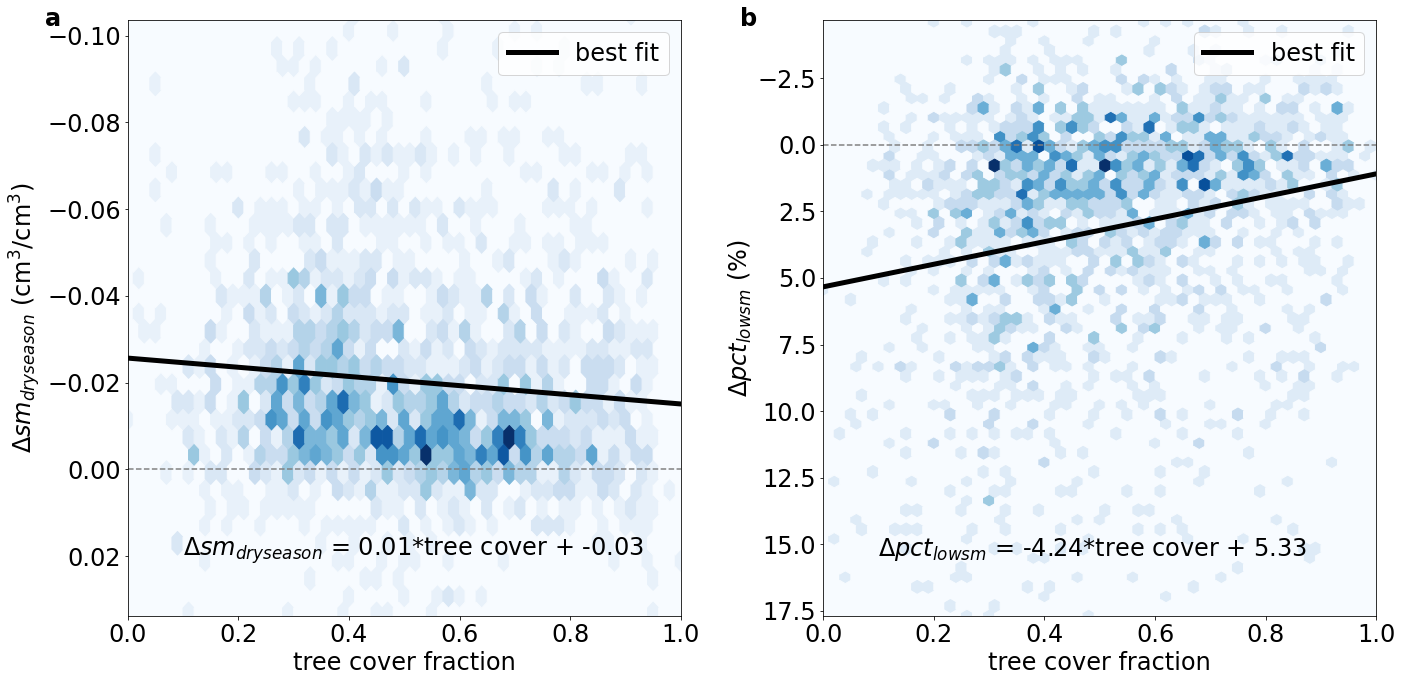 a
best fit
−0.10
−0.08
−0.06
−0.04
−0.02
0.00
0.02
Δsm_dryseason (cm³/cm³)
Δsm_dryseason = 0.01*tree cover + -0.03
0.0 0.2 0.4 0.6 0.8 1.0
tree cover fraction
b
best fit
−2.5
0.0
2.5
5.0
7.5
10.0
12.5
15.0
17.5
Δpct_lowsm (%)
Δpct_lowsm = -4.24*tree cover + 5.33
0.0 0.2 0.4 0.6 0.8 1.0
tree cover fraction